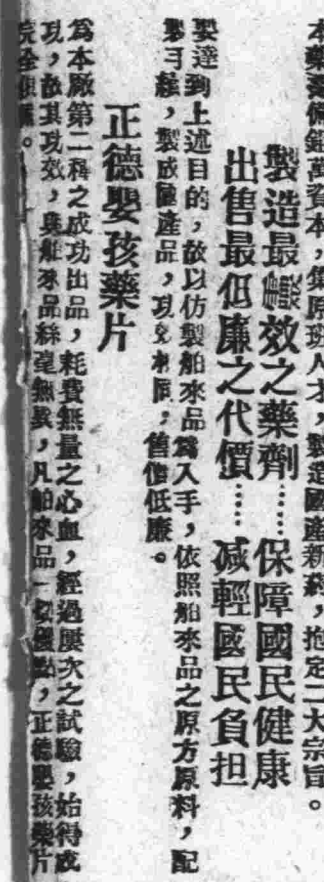 本藥備鉅萬資本，集原班人才，製造國產新葯，抱定二大宗旨。
製造最靈效之藥劑……保障國民健康
出售最低廉之代價……减輕國民負担
要達到上述目的，故以仿製舶來品爲入手，依照舶來品之原方原料，配
，製成國產品，功效相同，售價低廉。
正德嬰孩藥片
爲本廠第二種之成功出品，耗費無量之心血，經過屢次之試驗，始得成
功，故其功效，與舶來品絲毫無異，凡舶來品一切優點，正德嬰孩藥片
完全俱備。